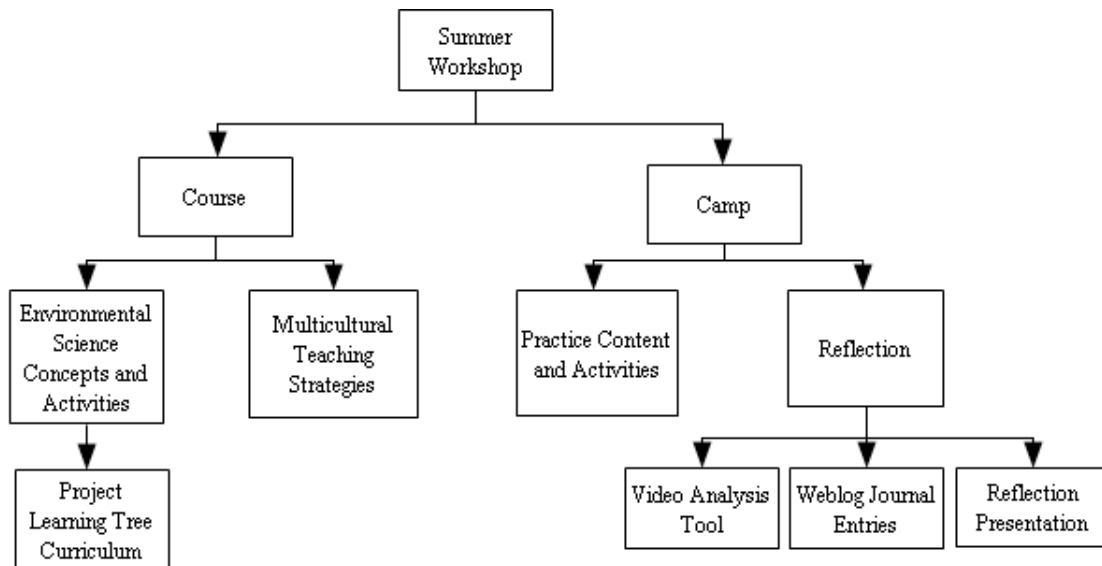 Summer
Workshop
Course
Camp
Environmental
Science
Concepts and
Activities
Multicultural
Teaching
Strategies
Practice Content
and Activities
Reflection
Project
Learning Tree
Curriculum
Video Analysis
Tool
Weblog Journal
Entries
Reflection
Presentation